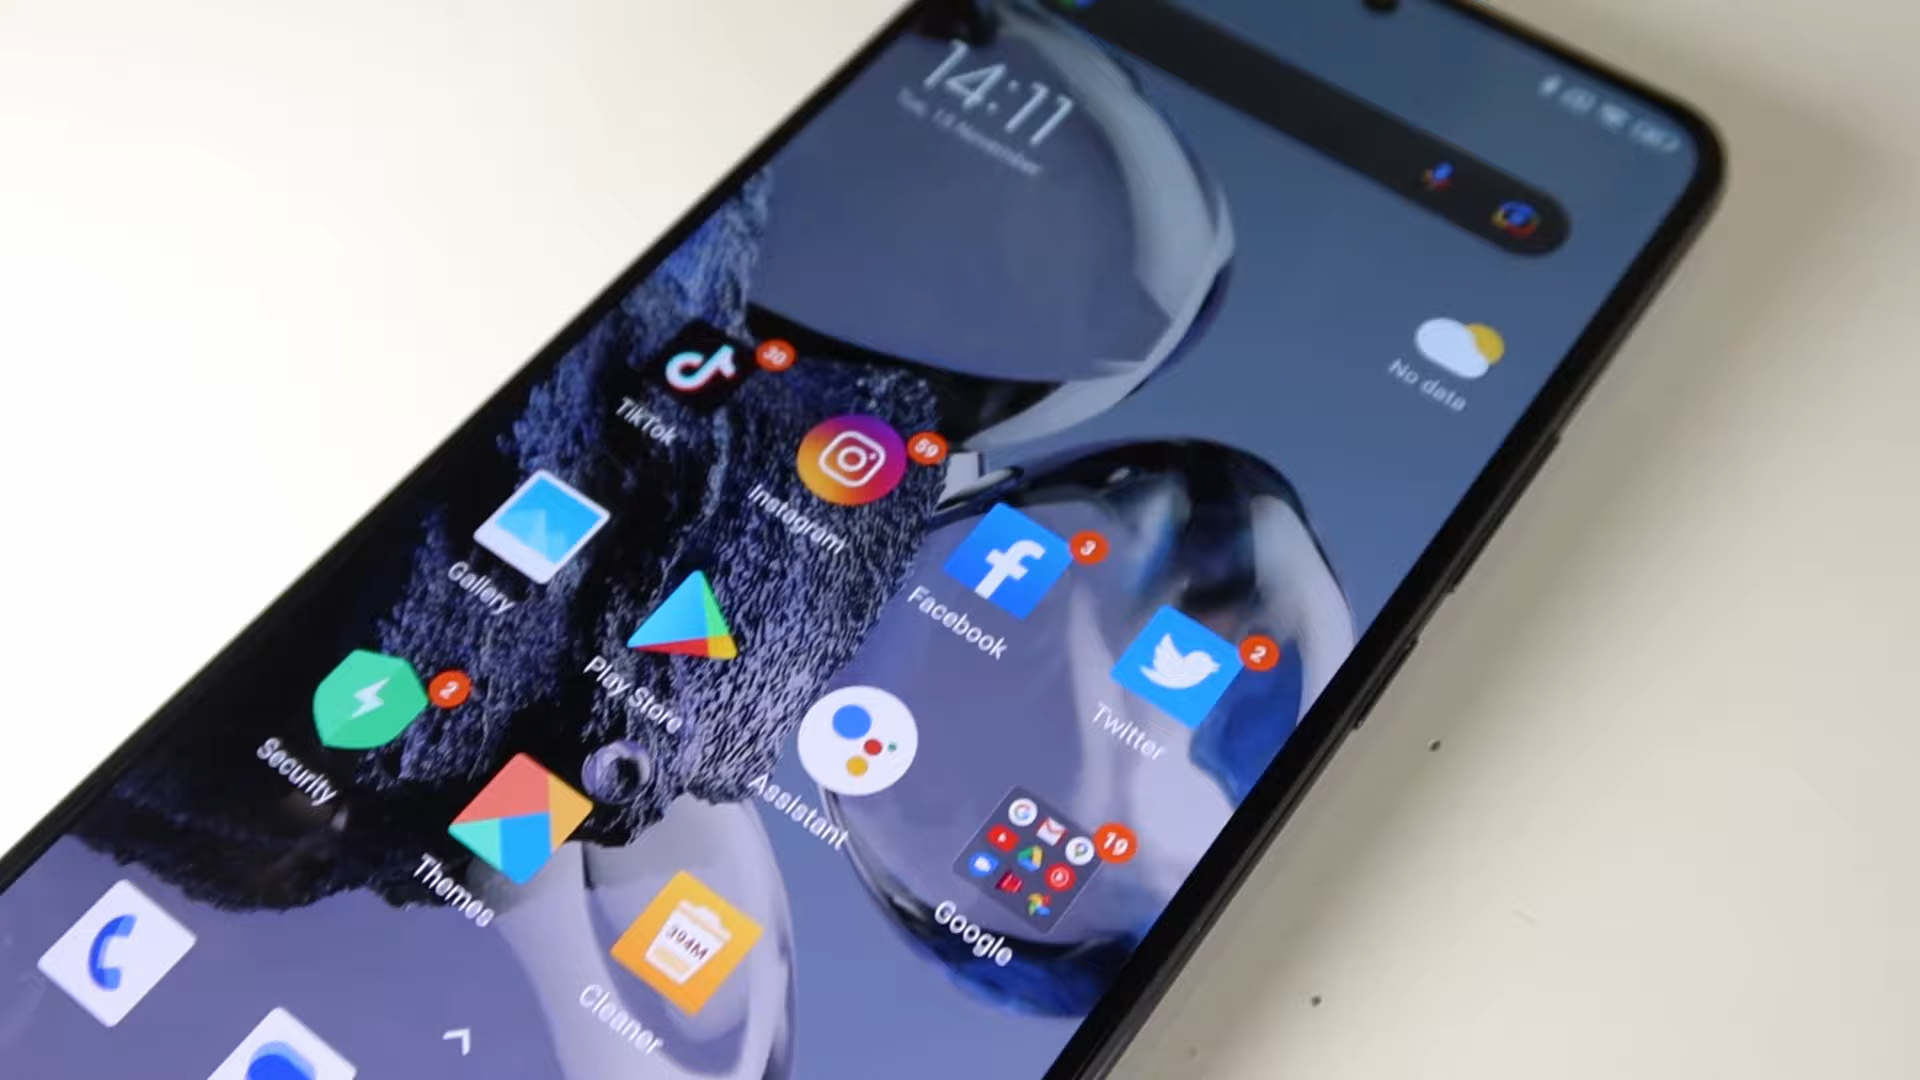 14:11
No data
TikTok
30
Instagram
59
Facebook
3
Twitter
2
Gallery
Play Store
Assistant
Google
19
Security
2
Themes
Cleaner
394M